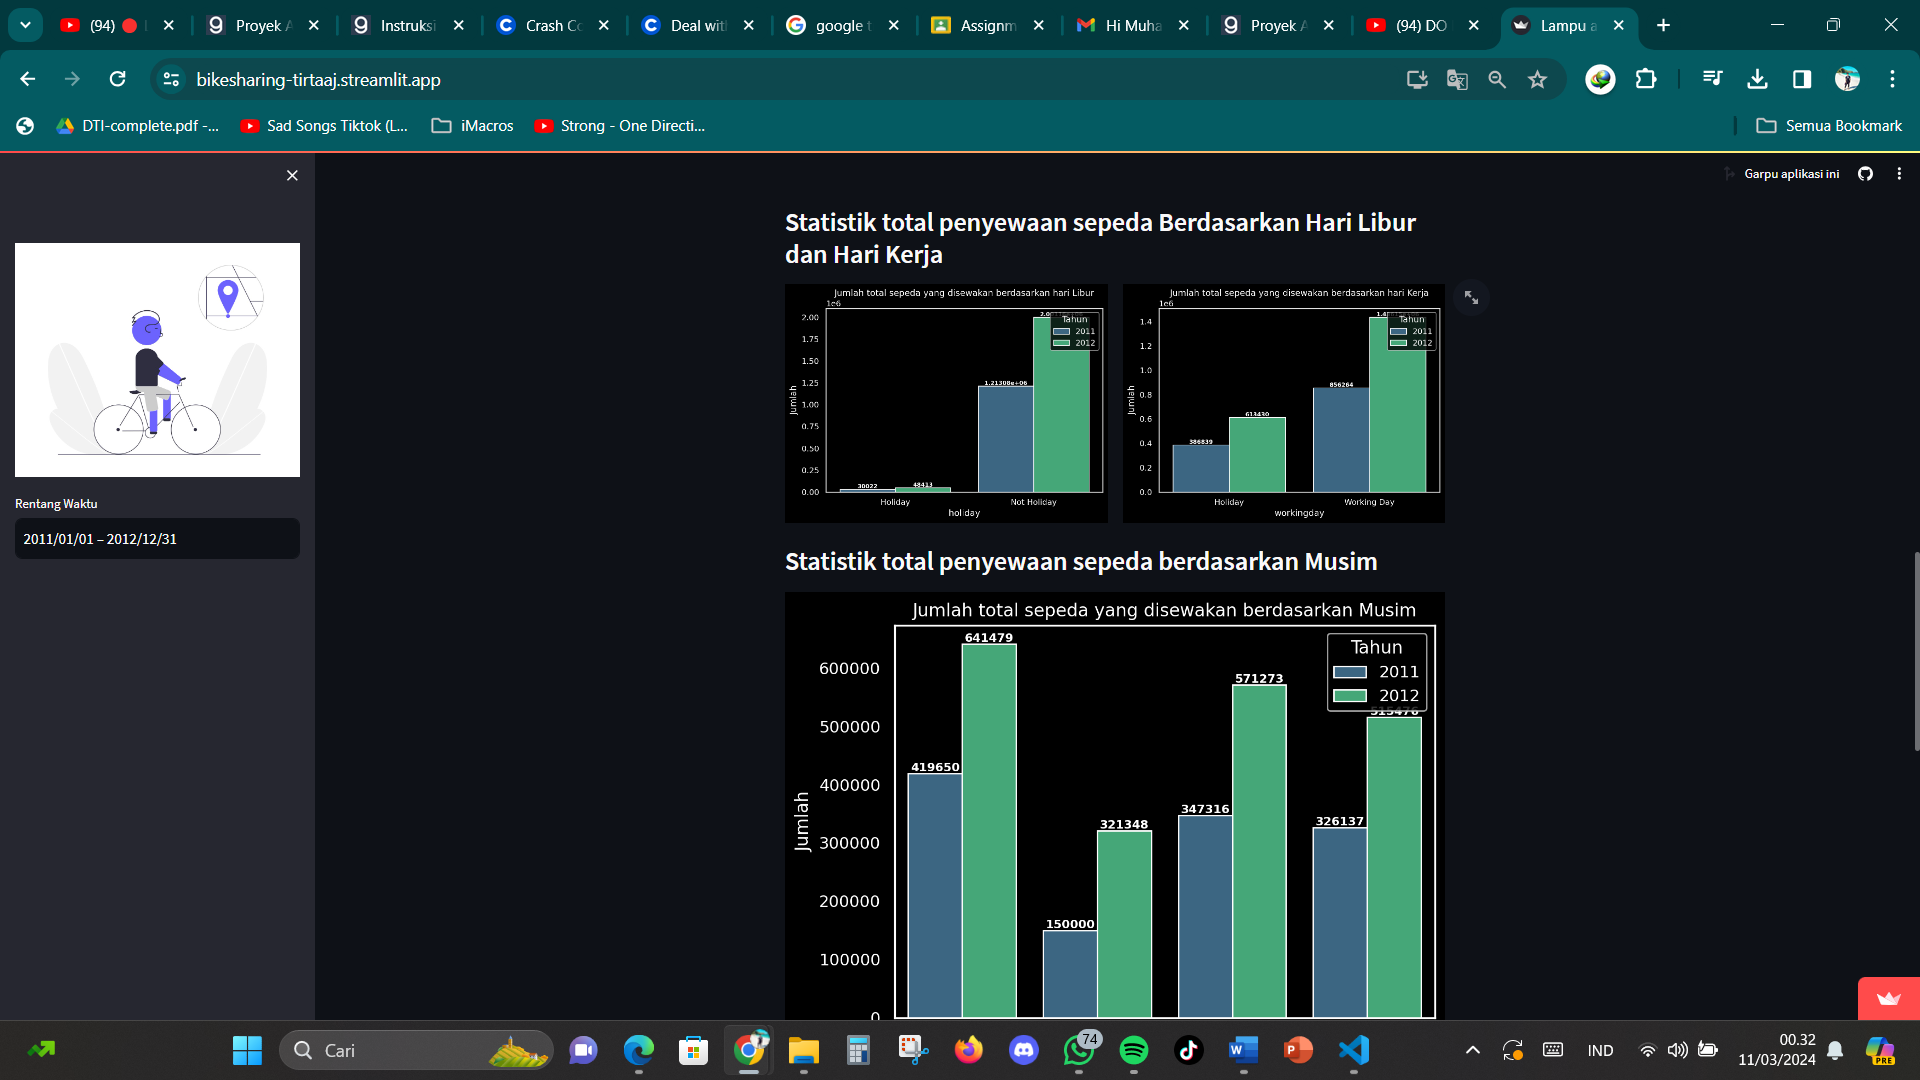 (94)
Proyek A
Instruksi
Crash Co
Deal with
google t
Assignm
Hi Muha
Proyek A
(94) DO
Lampu a
bikesharing-tirtaaj.streamlit.app
DTI-complete.pdf -...
Sad Songs Tiktok (L...
iMacros
Strong - One Directi...
Semua Bookmark
Garpu aplikasi ini
Rentang Waktu
2011/01/01 – 2012/12/31
Statistik total penyewaan sepeda Berdasarkan Hari Libur
dan Hari Kerja
Jumlah total sepeda yang disewakan berdasarkan hari Libur
1e6
2.00
1.75
1.50
1.25
1.00
0.75
0.50
0.25
0.00
Jumlah
30022
48413
1.21308e+06
Tahun
2011
2012
Holiday
Not Holiday
holiday
Jumlah total sepeda yang disewakan berdasarkan hari Kerja
1e6
1.4
1.2
1.0
0.8
0.6
0.4
0.2
0.0
Jumlah
386839
613430
856264
Tahun
2011
2012
Holiday
Working Day
workingday
Statistik total penyewaan sepeda berdasarkan Musim
Jumlah total sepeda yang disewakan berdasarkan Musim
600000
500000
400000
300000
200000
100000
0
Jumlah
419650
641479
150000
321348
347316
571273
326137
515476
Tahun
2011
2012
Cari
74
IND
00.32
11/03/2024
PRE